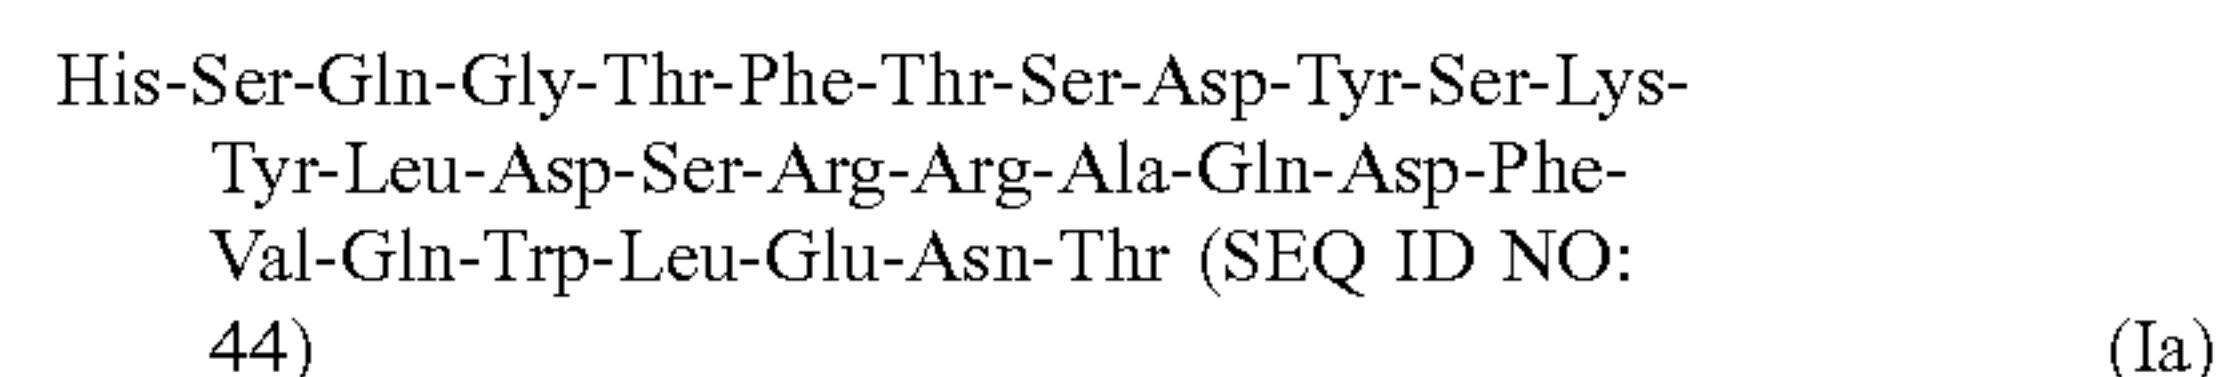 His-Ser-Gln-Gly-Thr-Phe-Thr-Ser-Asp-Tyr-Ser-Lys-
Tyr-Leu-Asp-Ser-Arg-Arg-Ala-Gln-Asp-Phe-
Val-Gln-Trp-Leu-Glu-Asn-Thr (SEQ ID NO:
44) (Ia)